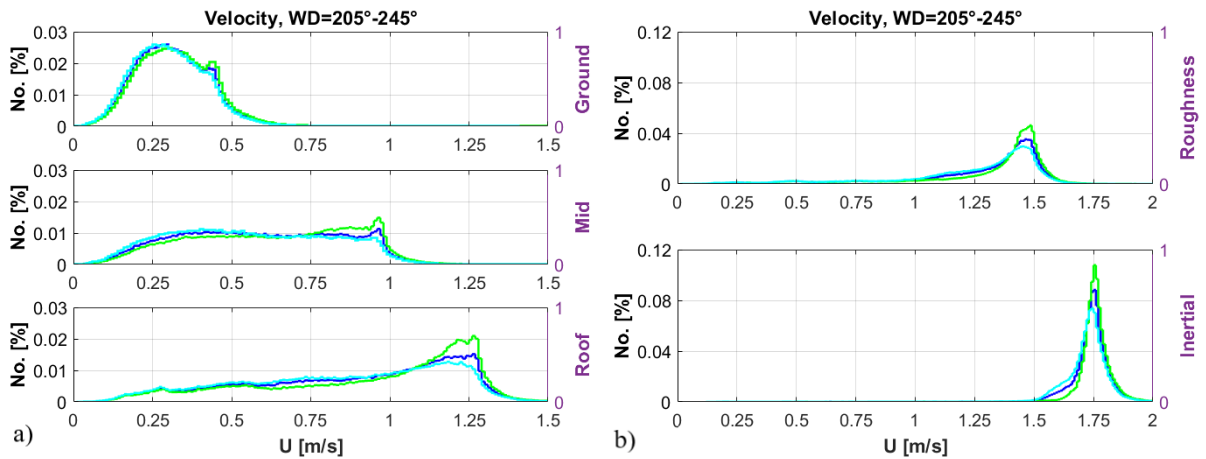 Velocity, WD=205°-245°
0.03
0.02
0.01
0
No. [%]
1
0
Ground
0 0.25 0.5 0.75 1 1.25 1.5
0.03
0.02
0.01
0
No. [%]
1
0
Mid
0 0.25 0.5 0.75 1 1.25 1.5
0.03
0.02
0.01
0
No. [%]
1
0
Roof
0 0.25 0.5 0.75 1 1.25 1.5
a)
U [m/s]
Velocity, WD=205°-245°
0.12
0.08
0.04
0
No. [%]
1
0
Roughness
0 0.25 0.5 0.75 1 1.25 1.5 1.75 2
0.12
0.08
0.04
0
No. [%]
1
0
Inertial
0 0.25 0.5 0.75 1 1.25 1.5 1.75 2
b)
U [m/s]